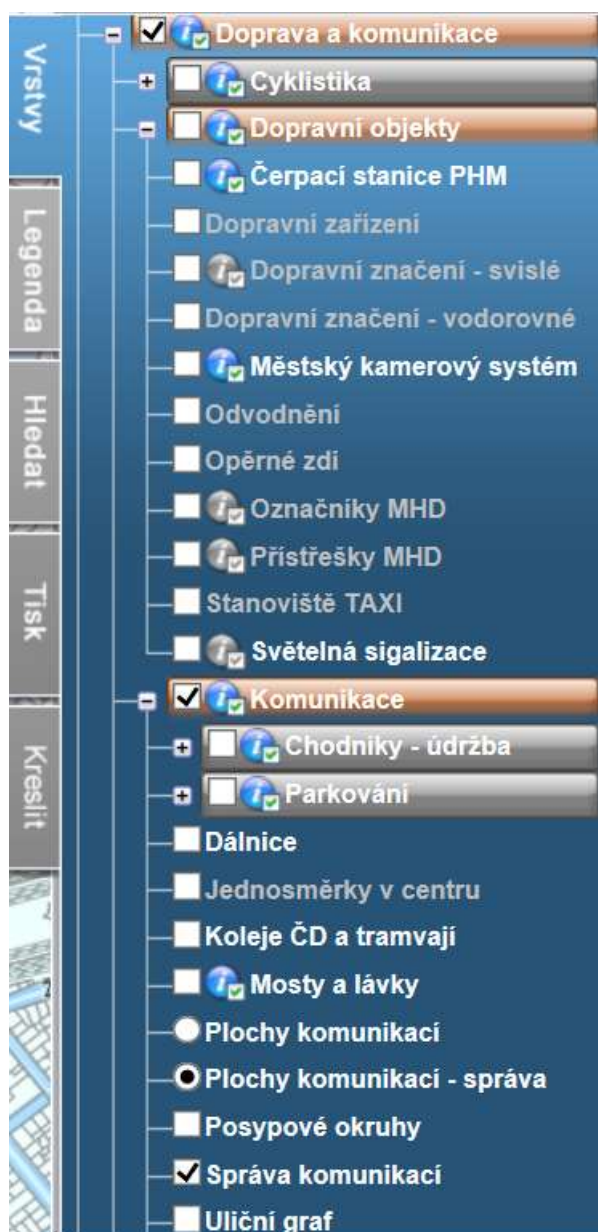 Vrstvy
Legenda
Hledat
Tisk
Kreslit
Doprava a komunikace
Cyklistika
Dopravní objekty
Čerpací stanice PHM
Dopravní zařízení
Dopravní značení - svislé
Dopravní značení - vodorovné
Městský kamerový systém
Odvodnění
Opěrné zdi
Označníky MHD
Přístřešky MHD
Stanoviště TAXI
Světelná sigalizace
Komunikace
Chodníky - údržba
Parkování
Dálnice
Jednosměrky v centru
Koleje ČD a tramvají
Mosty a lávky
Plochy komunikací
Plochy komunikací - správa
Posypové okruhy
Správa komunikací
Uliční graf